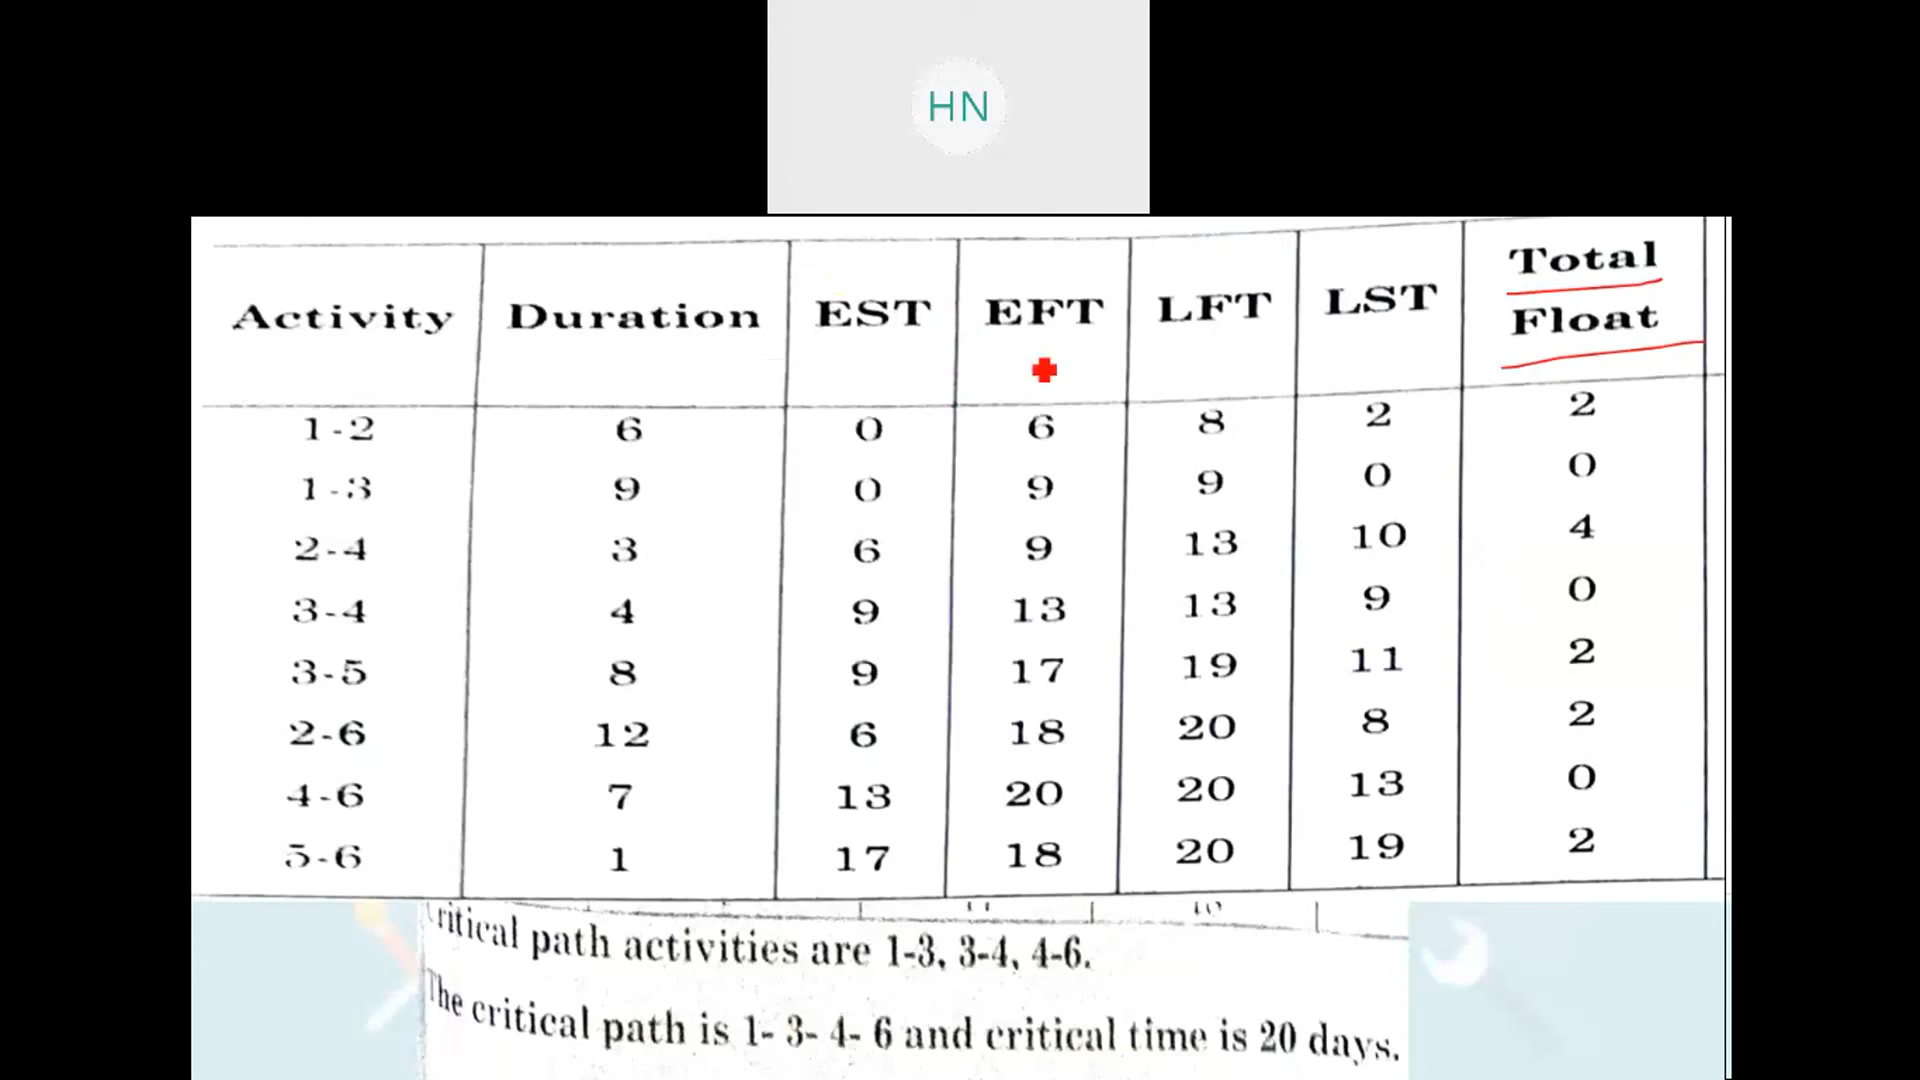 HN
Activity Duration EST EFT LFT LST Total Float
1-2 6 0 6 8 2 2
1-3 9 0 9 9 0 0
2-4 3 6 9 13 10 4
3-4 4 9 13 13 9 0
3-5 8 9 17 19 11 2
2-6 12 6 18 20 8 2
4-6 7 13 20 20 13 0
5-6 1 17 18 20 19 2
ritical path activities are 1-3, 3-4, 4-6.
The critical path is 1- 3- 4- 6 and critical time is 20 days.